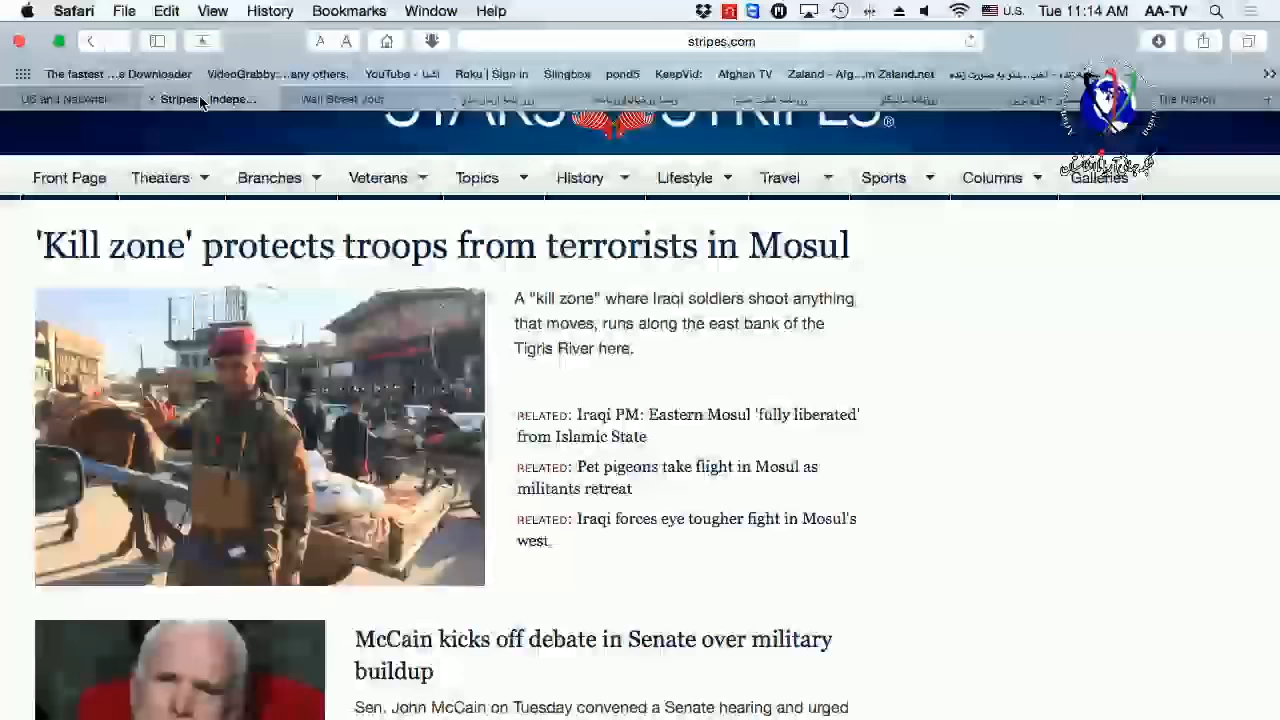 Safari File Edit View History Bookmarks Window Help U.S. Tue 11:14 AM AA-TV
A A stripes.com
The fastest ...e Downloader VideoGrabby:...any others. YouTube - اکشا Roku | Sign in Slingbox pond5 KeepVid: Afghan TV Zaland - Alg...m Zaland.net
Stripes - Indepe... Wall Street Jour The Nation
STARS STRIPES®
Front Page Theaters Branches Veterans Topics History Lifestyle Travel Sports Columns Galleries
'Kill zone' protects troops from terrorists in Mosul
A "kill zone" where Iraqi soldiers shoot anything
that moves, runs along the east bank of the
Tigris River here.
RELATED: Iraqi PM: Eastern Mosul 'fully liberated'
from Islamic State
RELATED: Pet pigeons take flight in Mosul as
militants retreat
RELATED: Iraqi forces eye tougher fight in Mosul's
west
McCain kicks off debate in Senate over military
buildup
Sen. John McCain on Tuesday convened a Senate hearing and urged